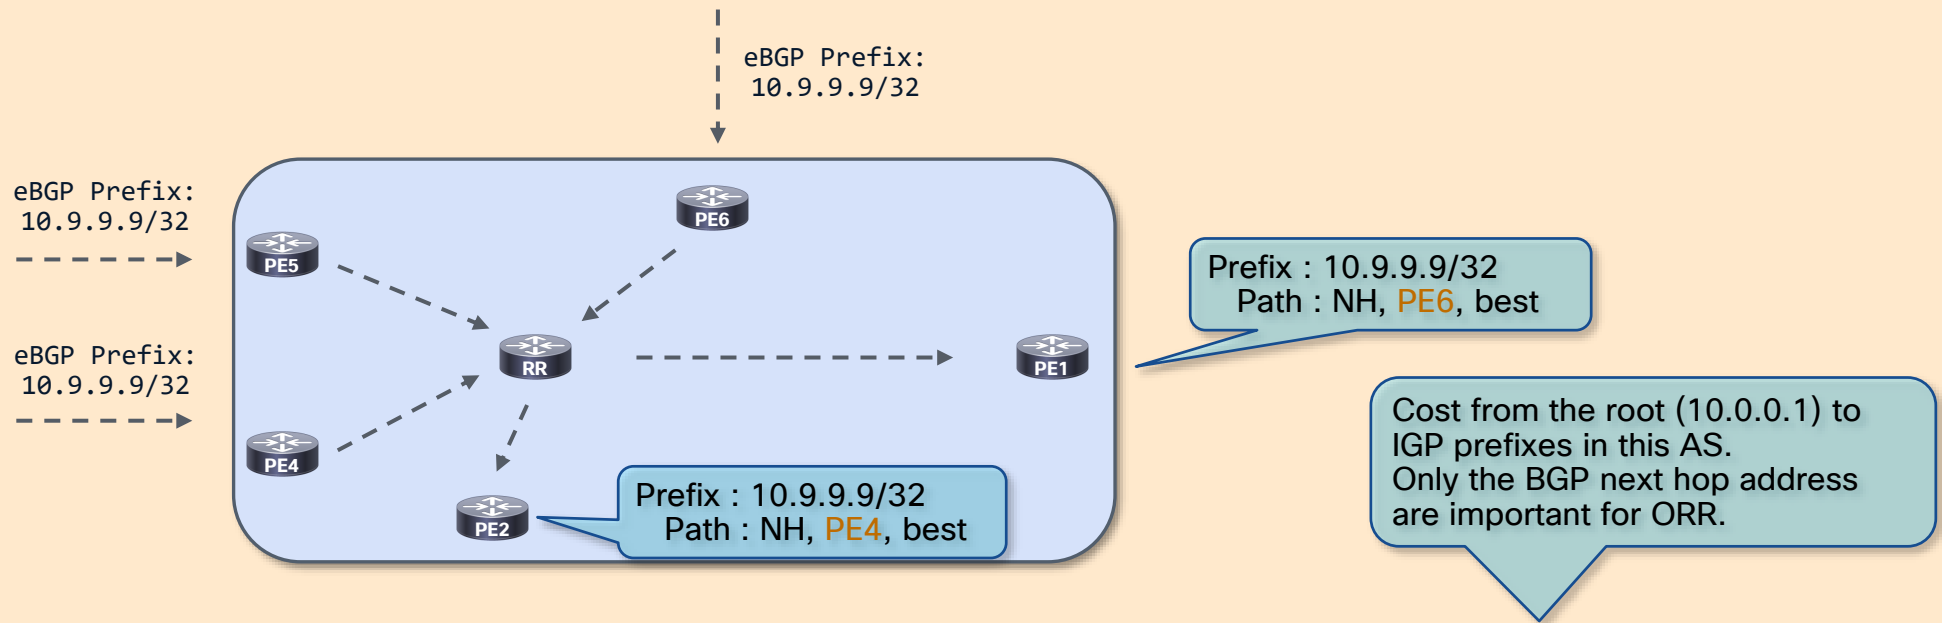 eBGP Prefix:
10.9.9.9/32
eBGP Prefix:
10.9.9.9/32
PE6
PE5
Prefix : 10.9.9.9/32
Path : NH, PE6, best
eBGP Prefix:
10.9.9.9/32
RR
PE1
Cost from the root (10.0.0.1) to
IGP prefixes in this AS.
Only the BGP next hop address
are important for ORR.
PE4
Prefix : 10.9.9.9/32
Path : NH, PE4, best
PE2